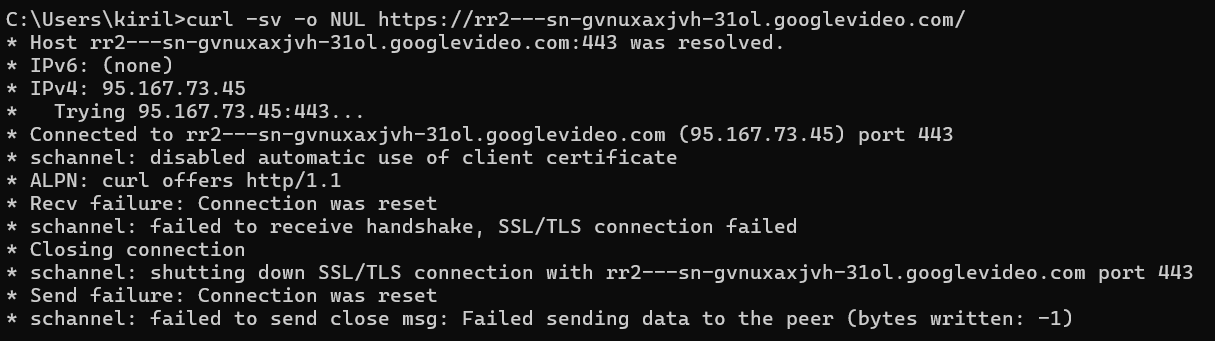 C:\Users\kiril>curl -sv -o NUL https://rr2---sn-gvnuxaxjvh-31ol.googlevideo.com/
* Host rr2---sn-gvnuxaxjvh-31ol.googlevideo.com:443 was resolved.
* IPv6: (none)
* IPv4: 95.167.73.45
*   Trying 95.167.73.45:443...
* Connected to rr2---sn-gvnuxaxjvh-31ol.googlevideo.com (95.167.73.45) port 443
* schannel: disabled automatic use of client certificate
* ALPN: curl offers http/1.1
* Recv failure: Connection was reset
* schannel: failed to receive handshake, SSL/TLS connection failed
* Closing connection
* schannel: shutting down SSL/TLS connection with rr2---sn-gvnuxaxjvh-31ol.googlevideo.com port 443
* Send failure: Connection was reset
* schannel: failed to send close msg: Failed sending data to the peer (bytes written: -1)